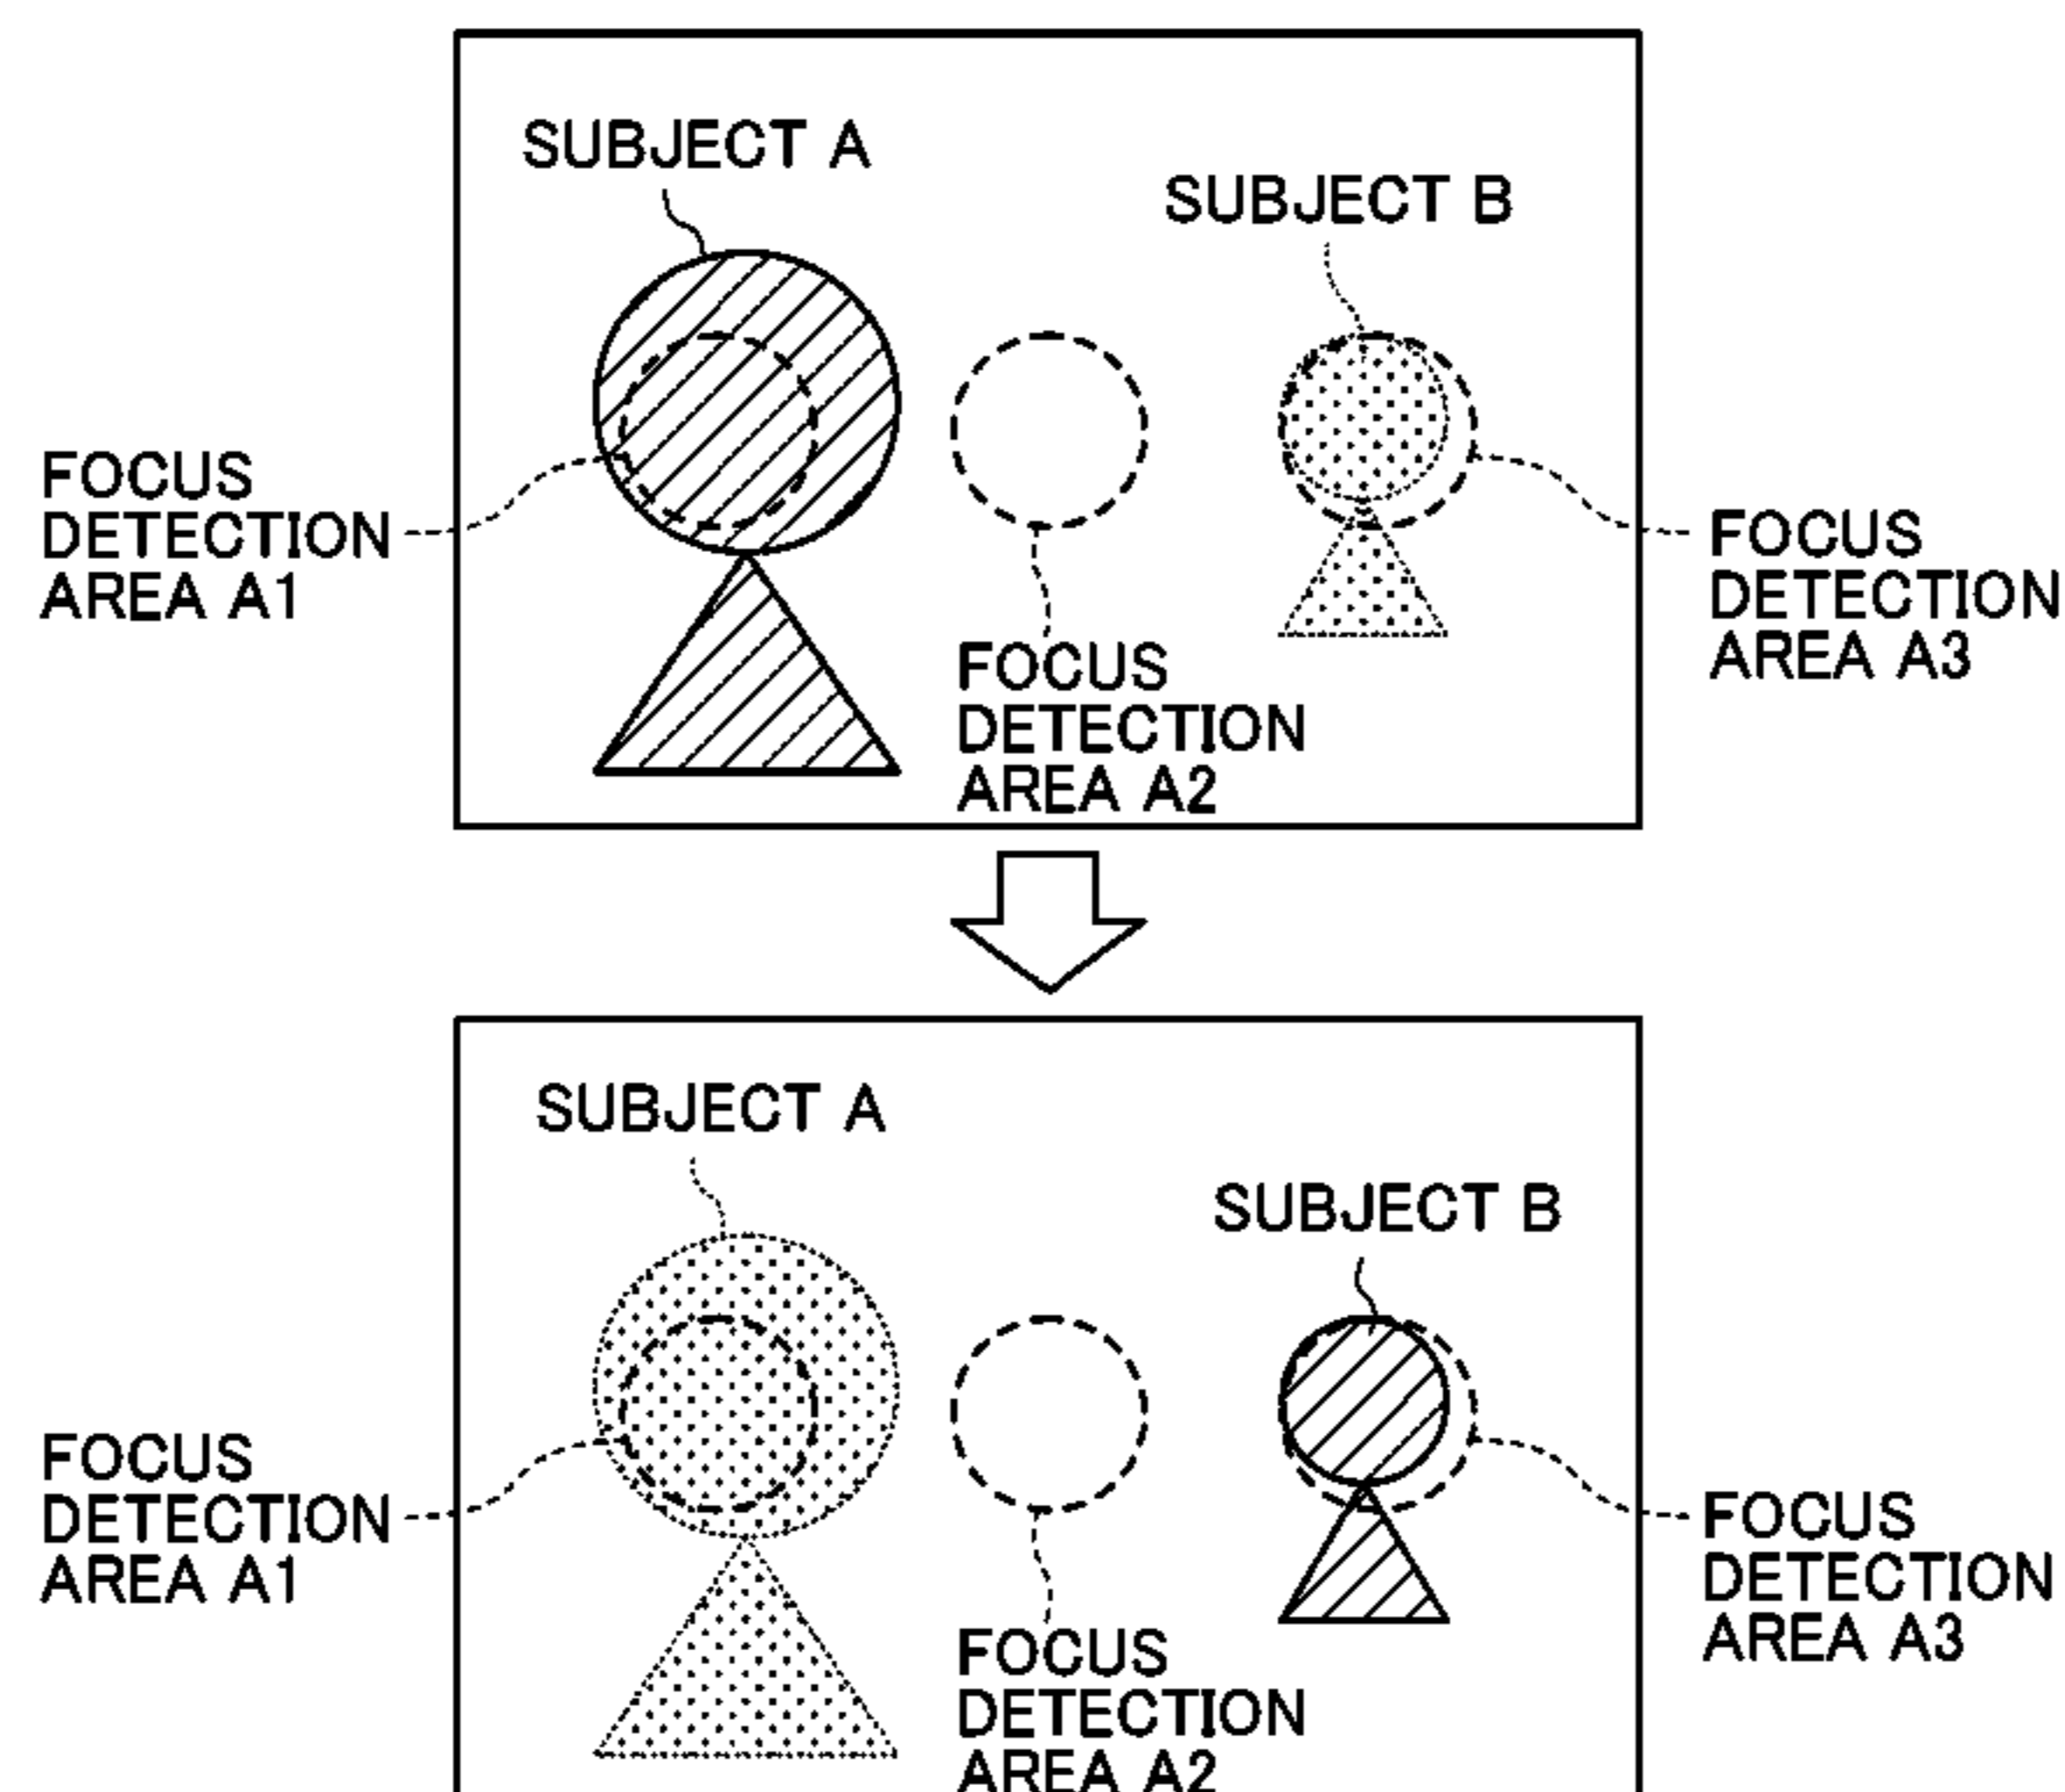 SUBJECT A
SUBJECT B
FOCUS
DETECTION
AREA A1
FOCUS
DETECTION
AREA A2
FOCUS
DETECTION
AREA A3
SUBJECT A
SUBJECT B
FOCUS
DETECTION
AREA A1
FOCUS
DETECTION
AREA A2
FOCUS
DETECTION
AREA A3